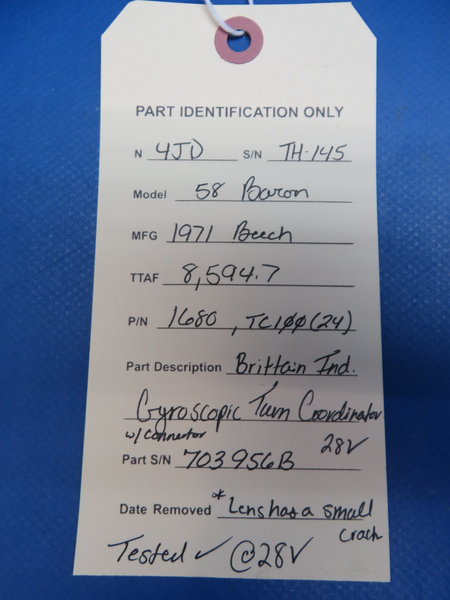 PART IDENTIFICATION ONLY
N 4JD S/N TH-145
Model 58 Baron
MFG 1971 Beech
TTAF 8,594.7
P/N 1680, TC100(24)
Part Description Brittain Ind.
Gyroscopic Turn Coordinator
w/connector 28V
Part S/N 703956B
Date Removed *Lens has a small
crack
Tested ✓ @28V